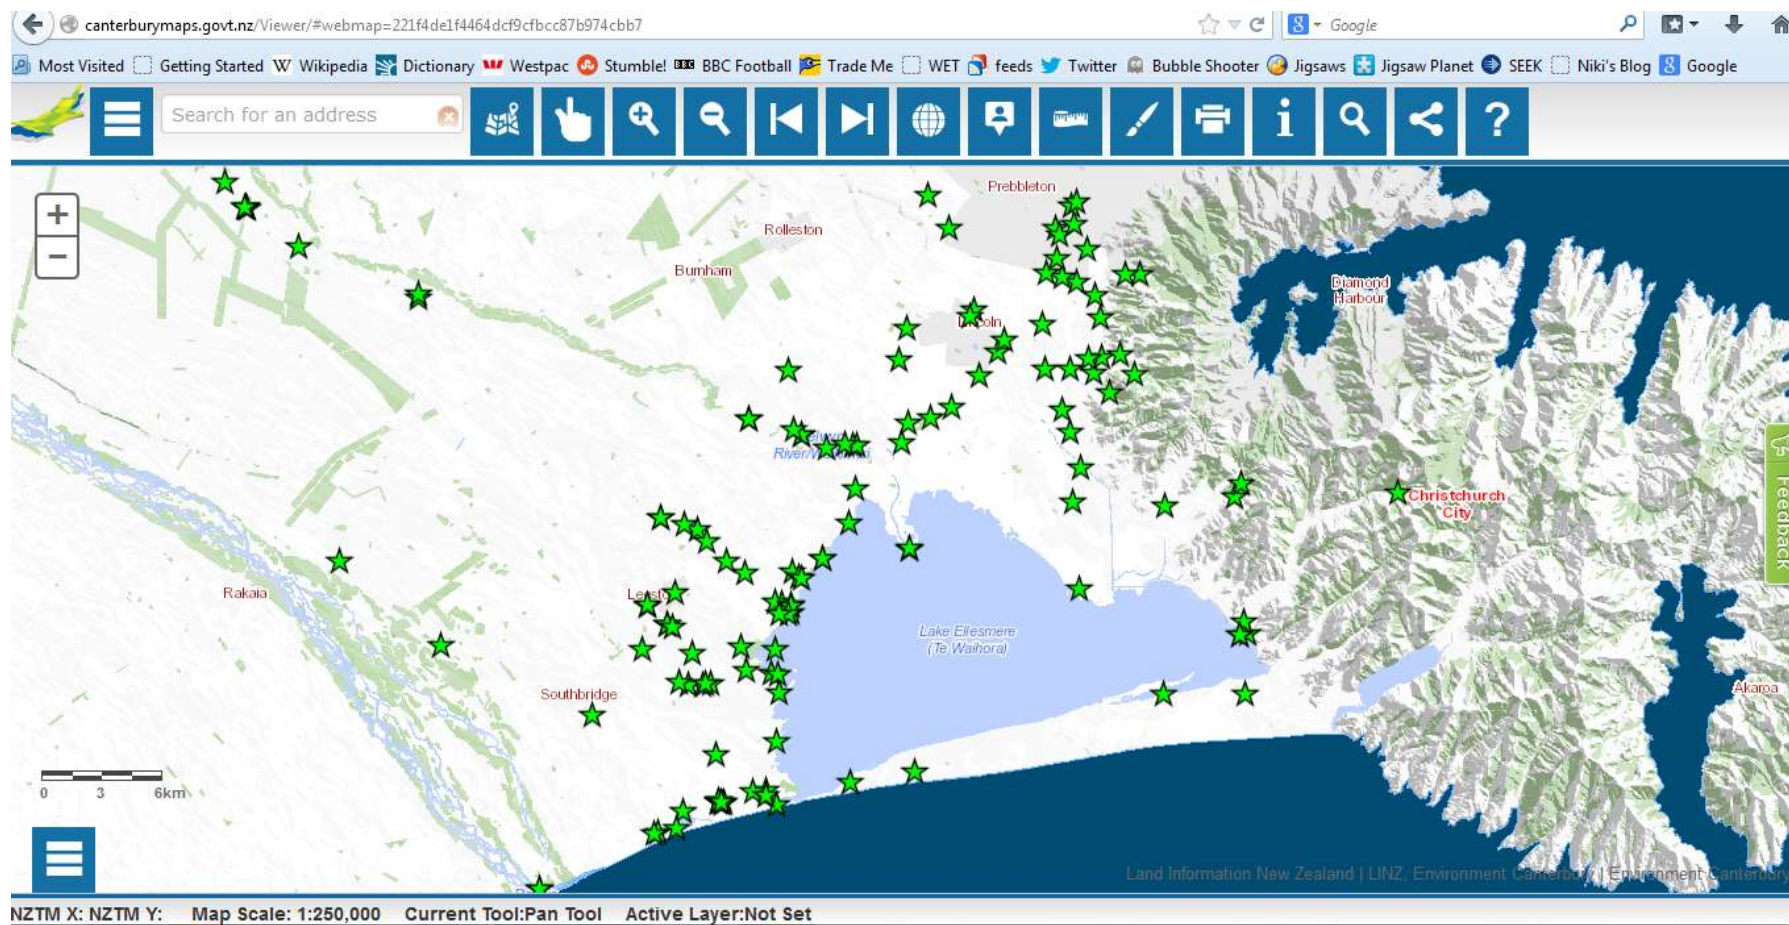 canterburymaps.govt.nz/Viewer/#webmap=221f4de1f4464dcf9cfbcc87b974cbb7
Google
Most Visited Getting Started Wikipedia Dictionary Westpac Stumble! BBC Football Trade Me WET feeds Twitter Bubble Shooter Jigsaws Jigsaw Planet SEEK Niki's Blog Google
Search for an address
Prebbleton
Rolleston
Burnham
Diamond
Harbour
Christchurch
City
Feedback
Rakaia
Lake Ellesmere
(Te Waihora)
Southbridge
Akaroa
0 3 6km
Land Information New Zealand | LINZ, Environment Canterbury | Environment Canterbury
NZTM X: NZTM Y: Map Scale: 1:250,000 Current Tool:Pan Tool Active Layer:Not Set